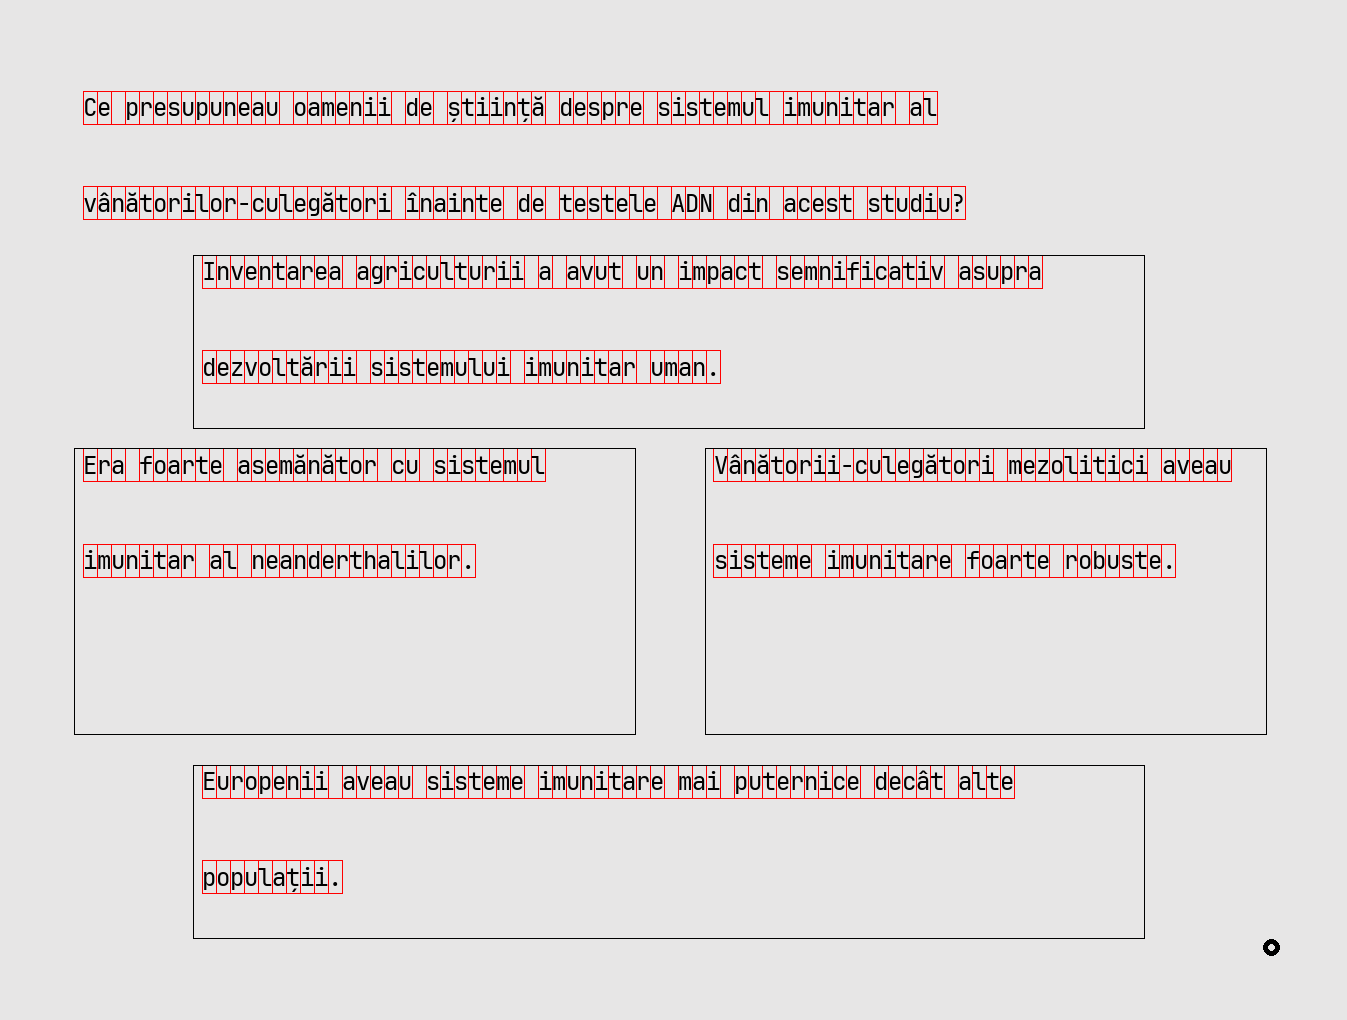 Ce presupuneau oamenii de știință despre sistemul imunitar al
vânătorilor-culegători înainte de testele ADN din acest studiu?
Inventarea agriculturii a avut un impact semnificativ asupra
dezvoltării sistemului imunitar uman.
Era foarte asemănător cu sistemul
imunitar al neanderthalilor.
Vânătorii-culegători mezolitici aveau
sisteme imunitare foarte robuste.
Europenii aveau sisteme imunitare mai puternice decât alte
populații.